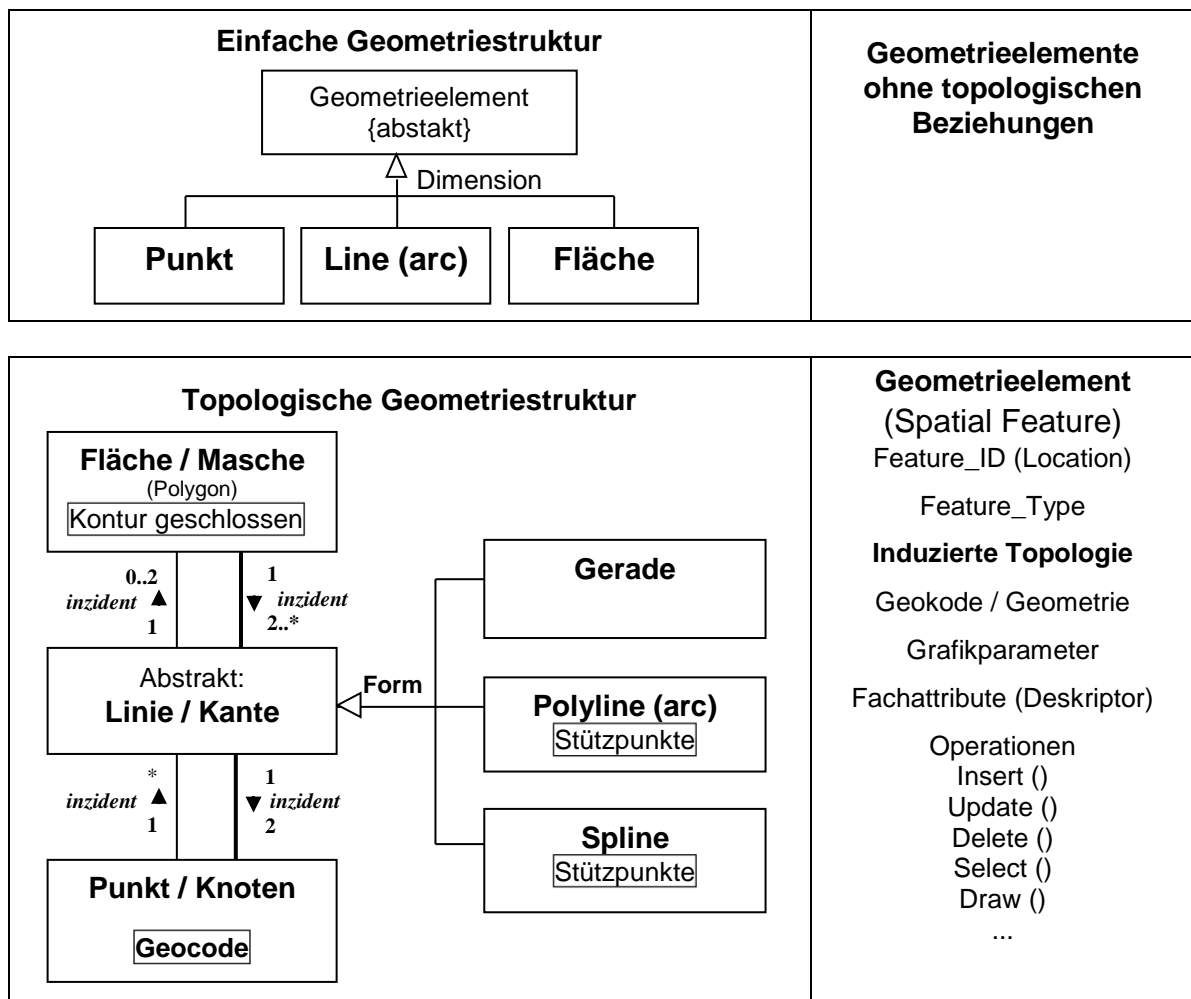 Einfache Geometriestruktur
Geometrieelement
{abstakt}
Dimension
Punkt
Line (arc)
Fläche
Geometrieelemente
ohne topologischen
Beziehungen
Topologische Geometriestruktur
Fläche / Masche
(Polygon)
Kontur geschlossen
0..2
inzident
1
1
inzident
2..*
Abstrakt:
Linie / Kante
*
inzident
1
1
inzident
2
Punkt / Knoten
Geocode
Form
Gerade
Polyline (arc)
Stützpunkte
Spline
Stützpunkte
Geometrieelement
(Spatial Feature)
Feature_ID (Location)
Feature_Type
Induzierte Topologie
Geokode / Geometrie
Grafikparameter
Fachattribute (Deskriptor)
Operationen
Insert ()
Update ()
Delete ()
Select ()
Draw ()
...